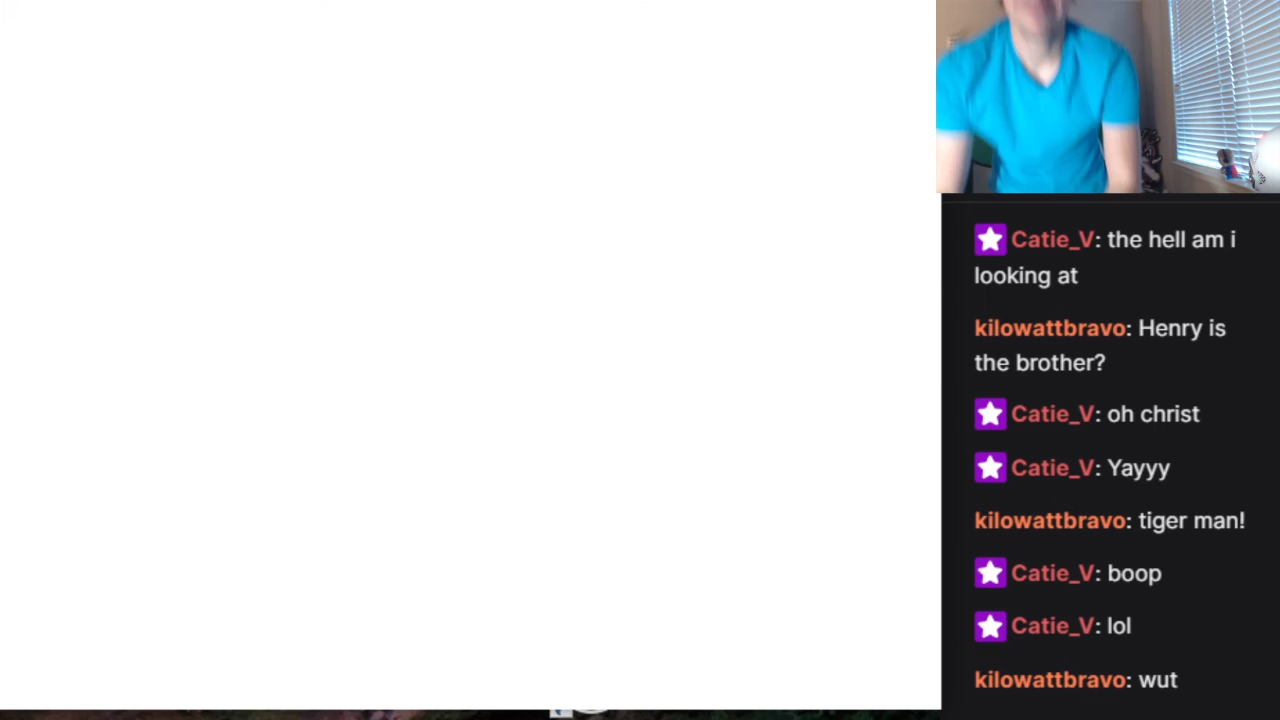 Catie_V: the hell am i
looking at
kilowattbravo: Henry is
the brother?
Catie_V: oh christ
Catie_V: Yayyy
kilowattbravo: tiger man!
Catie_V: boop
Catie_V: lol
kilowattbravo: wut